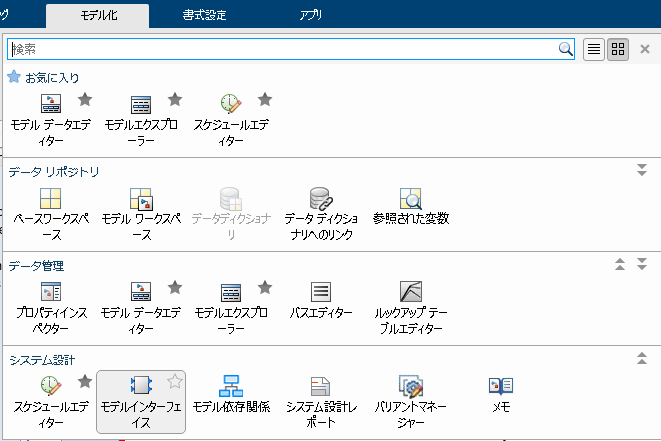 グ
モデル化
書式設定
アプリ
検索
お気に入り
モデル データエディター
モデルエクスプローラー
スケジュールエディター
データ リポジトリ
ベースワークスペース
モデル ワークスペース
データディクショナリ
データ ディクショナリへのリンク
参照された変数
データ管理
プロパティインスペクター
モデル データエディター
モデルエクスプローラー
バスエディター
ルックアップ テーブルエディター
システム設計
スケジュールエディター
モデルインターフェイス
モデル依存関係
システム設計レポート
バリアントマネージャー
メモ